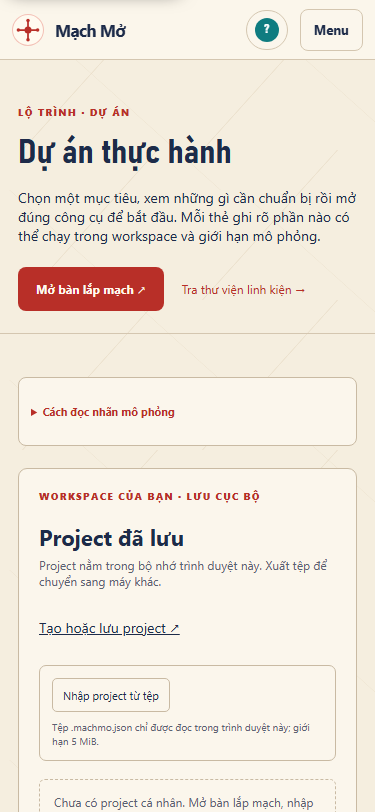 Mạch Mở
?
Menu
LỘ TRÌNH · DỰ ÁN
Dự án thực hành
Chọn một mục tiêu, xem những gì cần chuẩn bị rồi mở
đúng công cụ để bắt đầu. Mỗi thẻ ghi rõ phần nào có
thể chạy trong workspace và giới hạn mô phỏng.
Mở bàn lắp mạch ↗
Tra thư viện linh kiện →
▶ Cách đọc nhãn mô phỏng
WORKSPACE CỦA BẠN · LƯU CỤC BỘ
Project đã lưu
Project nằm trong bộ nhớ trình duyệt này. Xuất tệp để
chuyển sang máy khác.
Tạo hoặc lưu project ↗
Nhập project từ tệp
Tệp .machmo.json chỉ được đọc trong trình duyệt này; giới
hạn 5 MiB.
Chưa có project cá nhân. Mở bàn lắp mạch, nhập